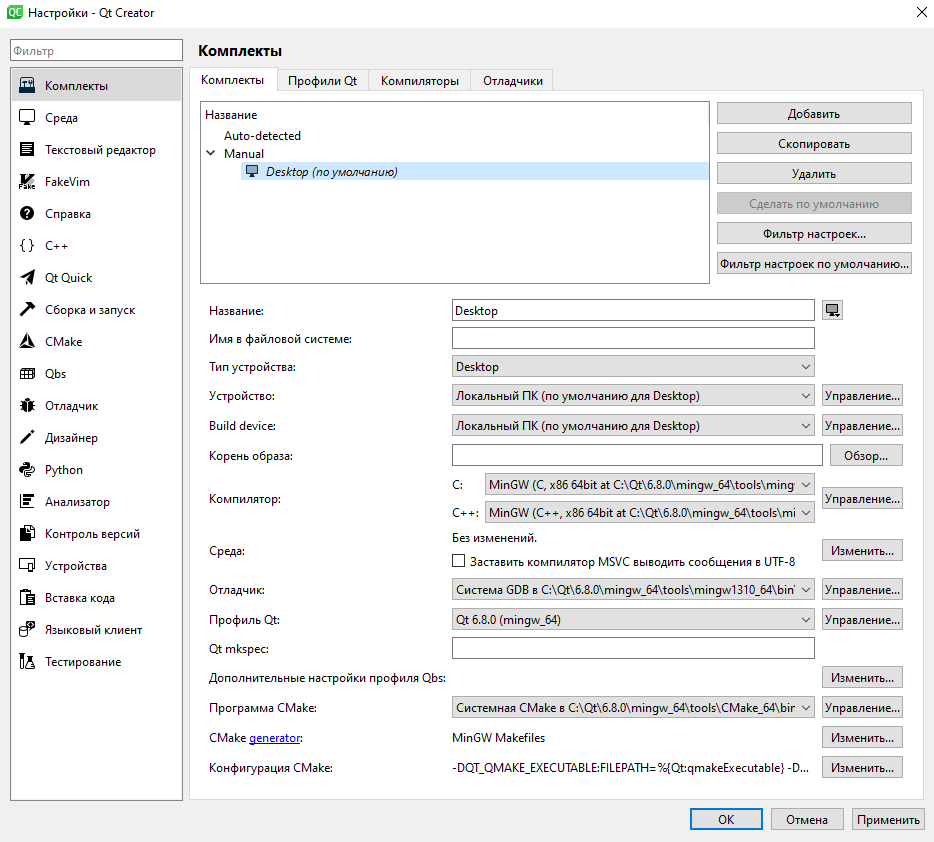 Настройки - Qt Creator
Фильтр
Комплекты
Среда
Текстовый редактор
FakeVim
Справка
C++
Qt Quick
Сборка и запуск
CMake
Qbs
Отладчик
Дизайнер
Python
Анализатор
Контроль версий
Устройства
Вставка кода
Языковый клиент
Тестирование
Комплекты
Комплекты Профили Qt Компиляторы Отладчики
Название
Auto-detected
Manual
Desktop (по умолчанию)
Добавить
Скопировать
Удалить
Сделать по умолчанию
Фильтр настроек...
Фильтр настроек по умолчанию...
Название: Desktop
Имя в файловой системе:
Тип устройства: Desktop
Устройство: Локальный ПК (по умолчанию для Desktop) Управление...
Build device: Локальный ПК (по умолчанию для Desktop) Управление...
Корень образа: Обзор...
Компилятор: Управление...
C: MinGW (C, x86 64bit at C:\Qt\6.8.0\mingw_64\tools\ming
C++: MinGW (C++, x86 64bit at C:\Qt\6.8.0\mingw_64\tools\mi
Среда: Изменить...
Без изменений.
Заставить компилятор MSVC выводить сообщения в UTF-8
Отладчик: Система GDB в C:\Qt\6.8.0\mingw_64\tools\mingw1310_64\bin\ Управление...
Профиль Qt: Qt 6.8.0 (mingw_64) Управление...
Qt mkspec:
Дополнительные настройки профиля Qbs: Изменить...
Программа CMake: Системная CMake в C:\Qt\6.8.0\mingw_64\tools\CMake_64\bin Управление...
CMake generator: MinGW Makefiles Изменить...
Конфигурация CMake: -DQT_QMAKE_EXECUTABLE:FILEPATH=%{Qt:qmakeExecutable} -D... Изменить...
OK Отмена Применить